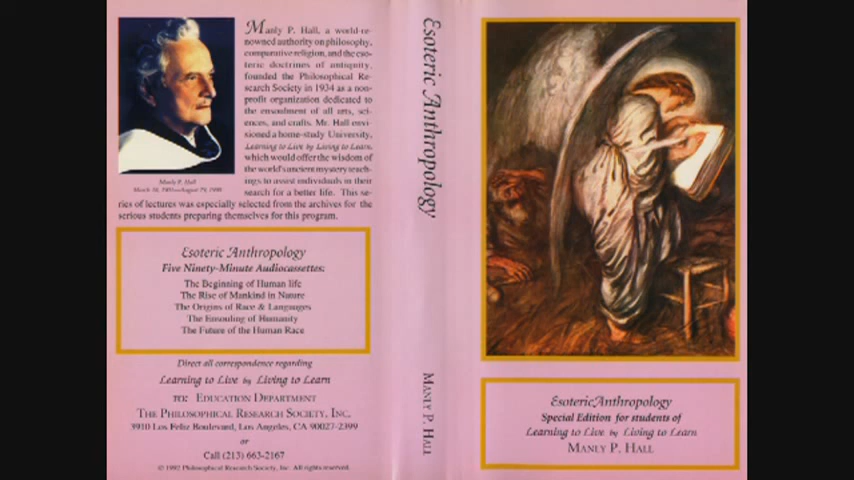 Manly P. Hall, a world-re-
nowned authority on philosophy,
comparative religion, and the eso-
teric doctrines of antiquity,
founded the Philosophical Re-
search Society in 1934 as a non-
profit organization dedicated to
the ensoulment of all arts, sci-
ences, and crafts. Mr. Hall envi-
sioned a home-study University,
Learning to Live by Living to Learn,
which would offer the wisdom of
the world's ancient mystery teach-
ings to assist individuals in their
search for a better life. This se-
ries of lectures was especially selected from the archives for the
serious students preparing themselves for this program.
Manly P. Hall
Esoteric Anthropology
Five Ninety-Minute Audiocassettes:
The Beginning of Human life
The Rise of Mankind in Nature
The Origins of Race & Languages
The Ensouling of Humanity
The Future of the Human Race
Direct all correspondence regarding
Learning to Live by Living to Learn
to: Education Department
The Philosophical Research Society, Inc.
3910 Los Feliz Boulevard, Los Angeles, CA 90027-2399
or
Call (213) 663-2167
© 1992 Philosophical Research Society, Inc. All rights reserved.
Esoteric Anthropology
Manly P. Hall
Esoteric Anthropology
Special Edition for students of
Learning to Live by Living to Learn
Manly P. Hall